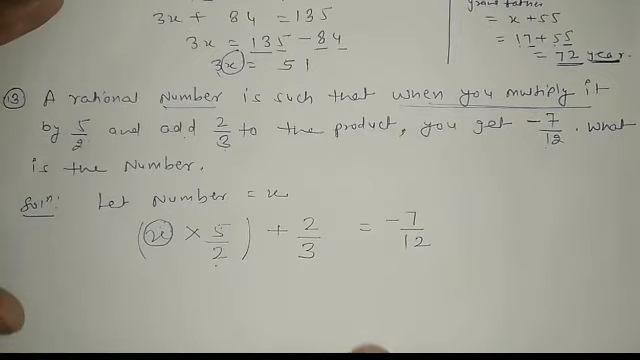 3x + 84 = 135
3x = 135 - 84
3x = 51
grand father
= x + 55
= 17 + 55
= 72 year.
(13) A rational Number is such that when you multiply it
by 5/2 and add 2/3 to the product, you get -7/12. What
is the Number.
Soln: Let Number = x
(x × 5/2) + 2/3 = -7/12